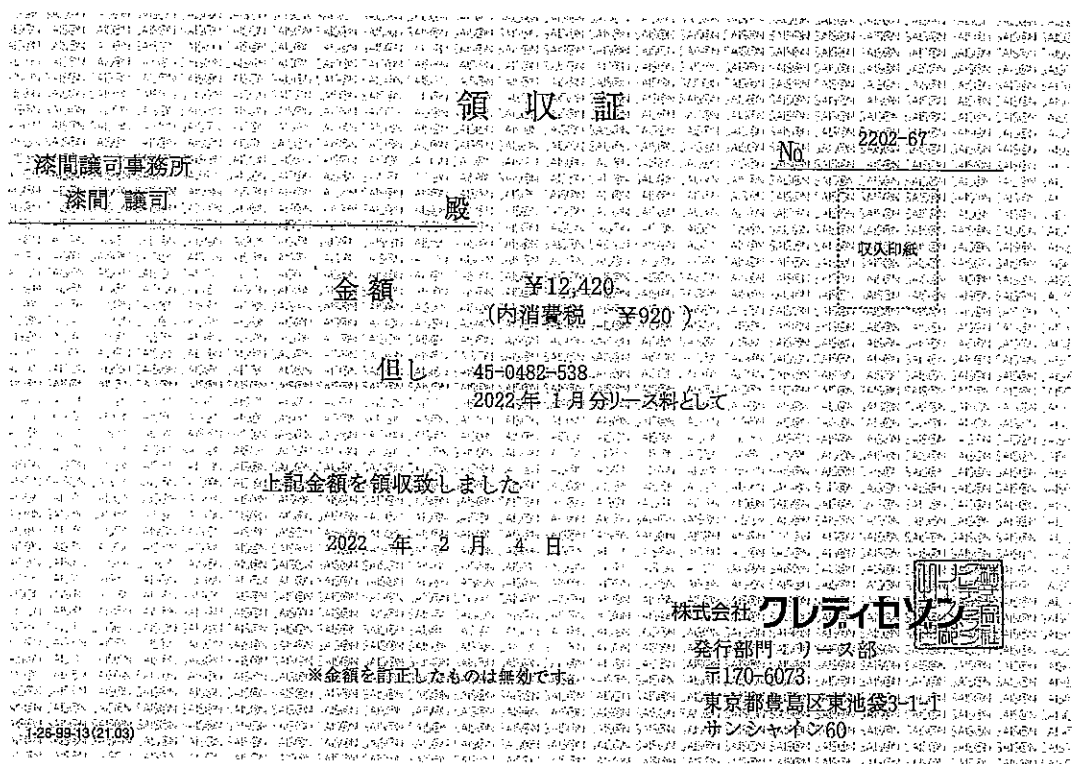 領収証
No. 2202-67
漆間譲司事務所
漆間 譲司 殿
収入印紙
金額 ¥12,420
(内消費税 ¥920 )
但し 45-0482-538
2022年 1月分リース料として
上記金額を領収致しました
2022 年 2 月 4 日
株式会社 クレディセゾン
発行部門 リース部
〒170-6073
東京都豊島区東池袋3-1-1
サンシャイン60
※金額を訂正したものは無効です。
1-26-99-13(21.03)